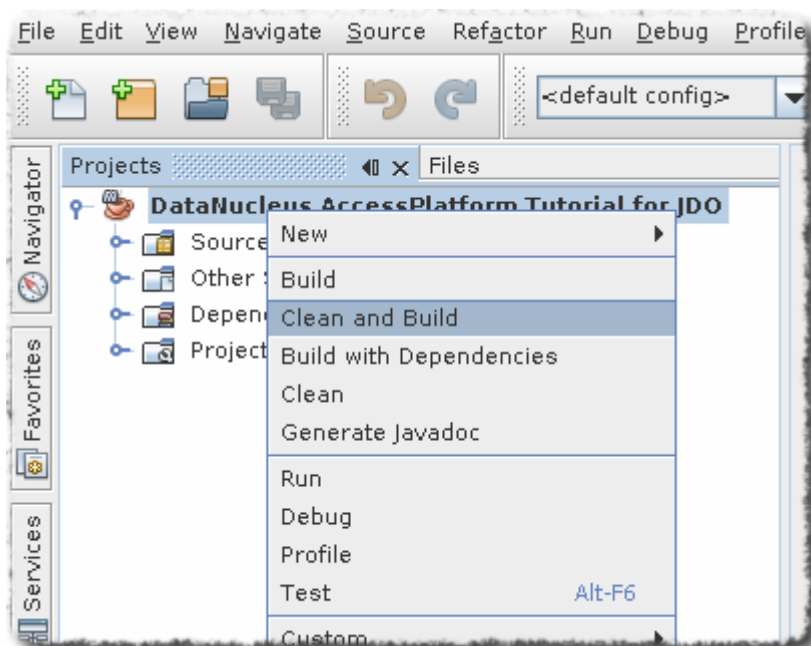 File Edit View Navigate Source Refactor Run Debug Profile
<default config>
Navigator
Favorites
Services
Projects
Files
DataNucleus AccessPlatform Tutorial for JDO
Source
Other
Depen
Project
New
Build
Clean and Build
Build with Dependencies
Clean
Generate Javadoc
Run
Debug
Profile
Test Alt-F6
Custom